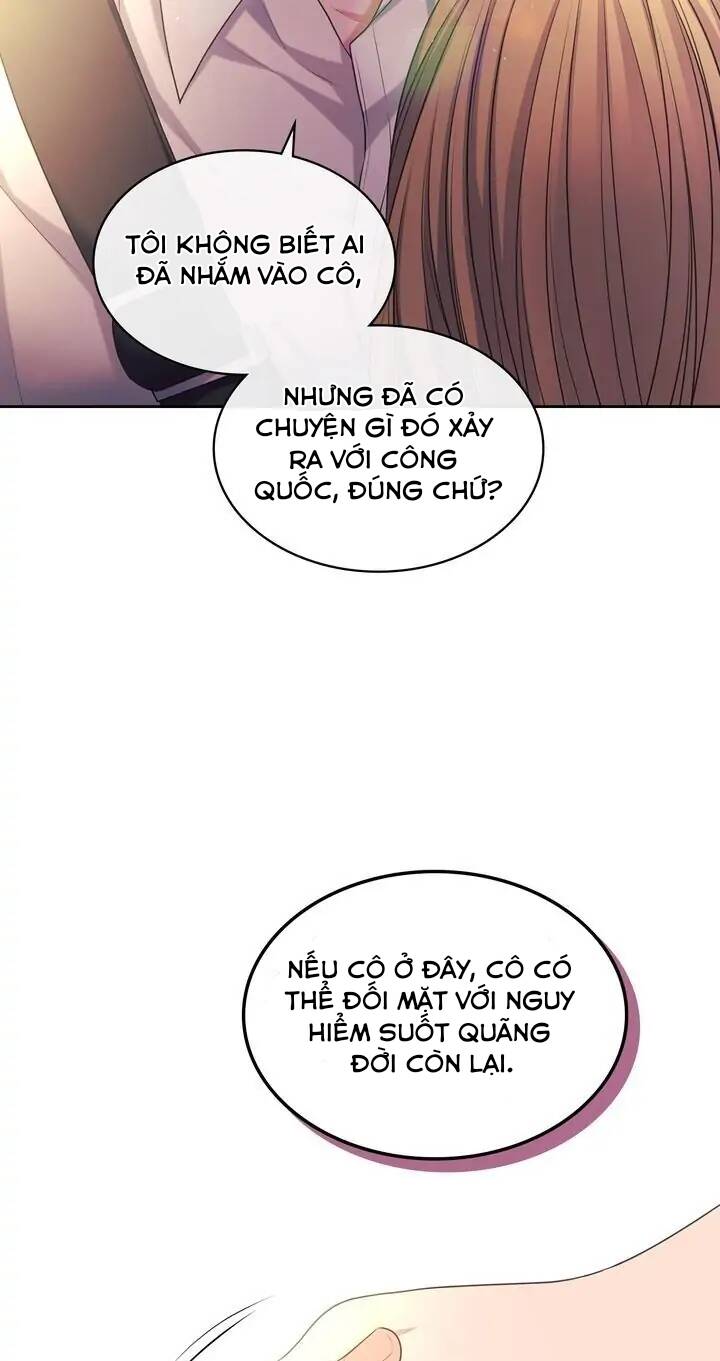 TÔI KHÔNG BIẾT AI
ĐÃ NHẮM VÀO CÔ,
NHƯNG ĐÃ CÓ
CHUYỆN GÌ ĐÓ XẢY
RA VỚI CÔNG
QUỐC, ĐÚNG CHỨ?
NẾU CÔ Ở ĐÂY, CÔ CÓ
THỂ ĐỐI MẶT VỚI NGUY
HIỂM SUỐT QUÃNG
ĐỜI CÒN LẠI.